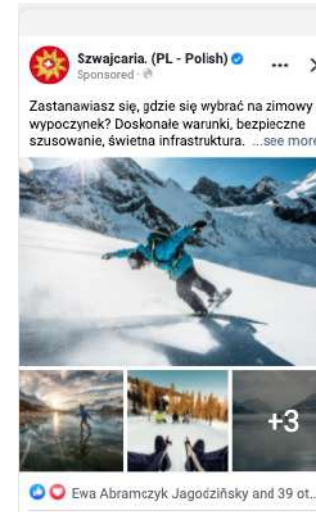 Szwajcaria. (PL - Polish)
Sponsored ·
Zastanawiasz się, gdzie się wybrać na zimowy
wypoczynek? Doskonałe warunki, bezpieczne
szusowanie, świetna infrastruktura. ...see more
+3
Ewa Abramczyk Jagodzińsky and 39 ot...